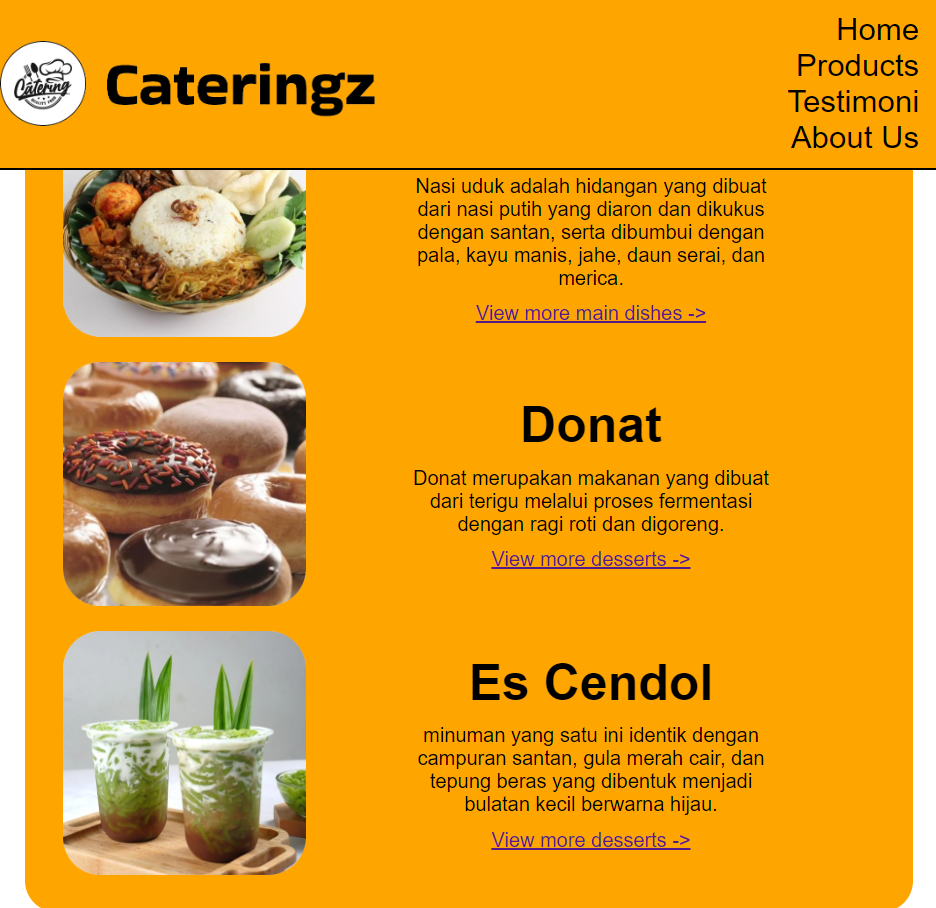 Home
Products
Testimoni
About Us
Catering
QUALITY FOOD
Cateringz
Nasi uduk adalah hidangan yang dibuat
dari nasi putih yang diaron dan dikukus
dengan santan, serta dibumbui dengan
pala, kayu manis, jahe, daun serai, dan
merica.
View more main dishes ->
Donat
Donat merupakan makanan yang dibuat
dari terigu melalui proses fermentasi
dengan ragi roti dan digoreng.
View more desserts ->
Es Cendol
minuman yang satu ini identik dengan
campuran santan, gula merah cair, dan
tepung beras yang dibentuk menjadi
bulatan kecil berwarna hijau.
View more desserts ->